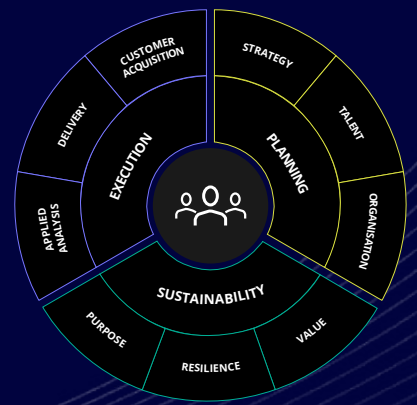 CUSTOMER
ACQUISITION
STRATEGY
DELIVERY
TALENT
EXECUTION
PLANNING
APPLIED
ANALYSIS
ORGANISATION
SUSTAINABILITY
PURPOSE
VALUE
RESILIENCE